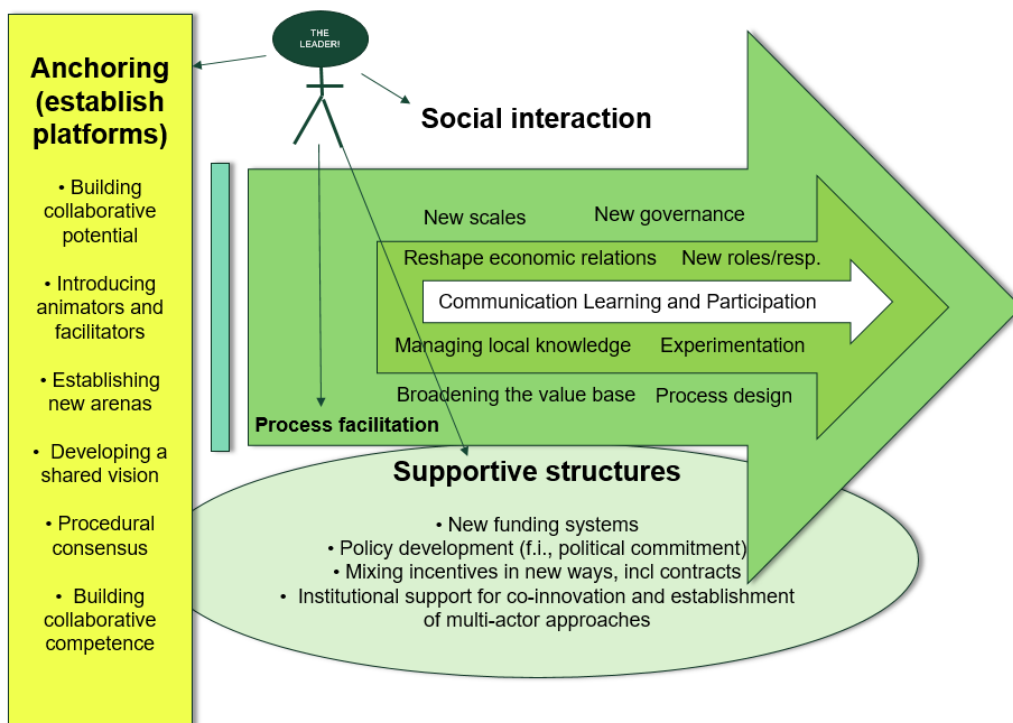 THE
LEADER!
Anchoring
(establish
platforms)
• Building
collaborative
potential
• Introducing
animators and
facilitators
• Establishing
new arenas
• Developing a
shared vision
• Procedural
consensus
• Building
collaborative
competence
Social interaction
New scales
New governance
Reshape economic relations
New roles/resp.
Communication Learning and Participation
Managing local knowledge
Experimentation
Broadening the value base
Process design
Process facilitation
Supportive structures
• New funding systems
• Policy development (f.i., political commitment)
• Mixing incentives in new ways, incl contracts
• Institutional support for co-innovation and establishment
of multi-actor approaches